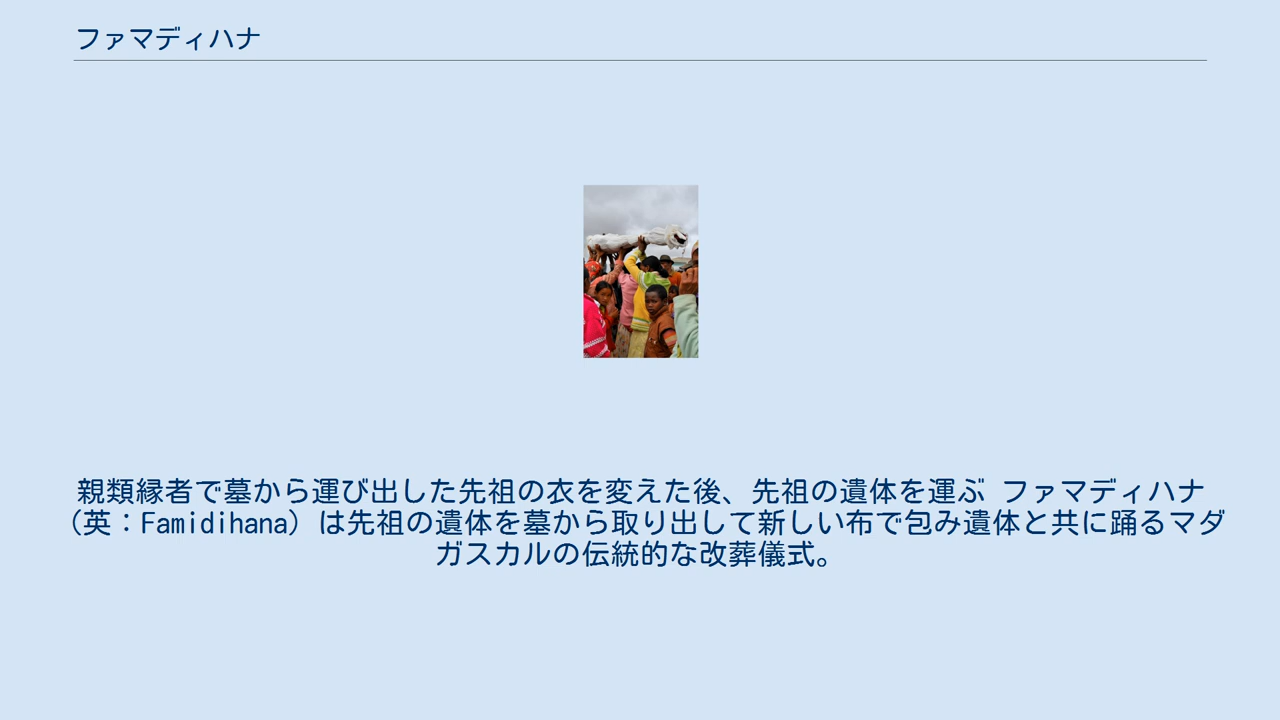 ファマディハナ
親類縁者で墓から運び出した先祖の衣を変えた後、先祖の遺体を運ぶ ファマディハナ
（英：Famidihana）は先祖の遺体を墓から取り出して新しい布で包み遺体と共に踊るマダ
ガスカルの伝統的な改葬儀式。